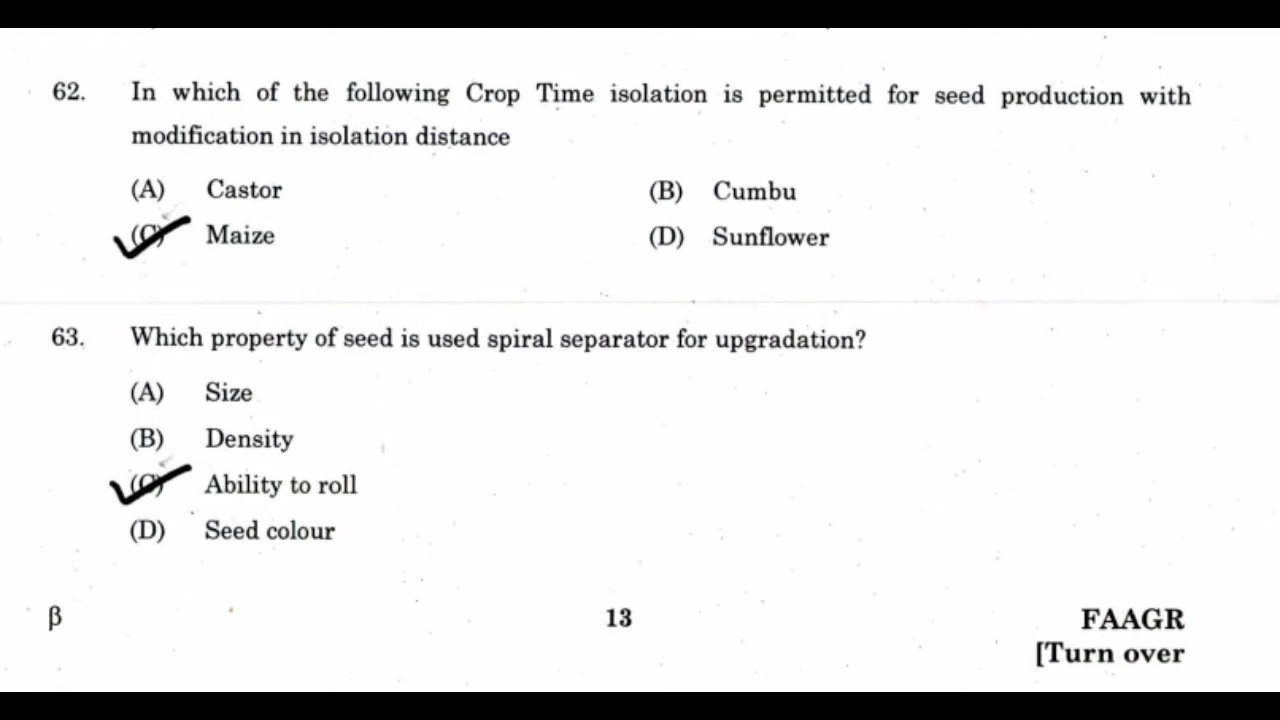 62. In which of the following Crop Time isolation is permitted for seed production with
modification in isolation distance
(A) Castor (B) Cumbu
(C) Maize (D) Sunflower
63. Which property of seed is used spiral separator for upgradation?
(A) Size
(B) Density
(C) Ability to roll
(D) Seed colour
β 13 FAAGR
[Turn over